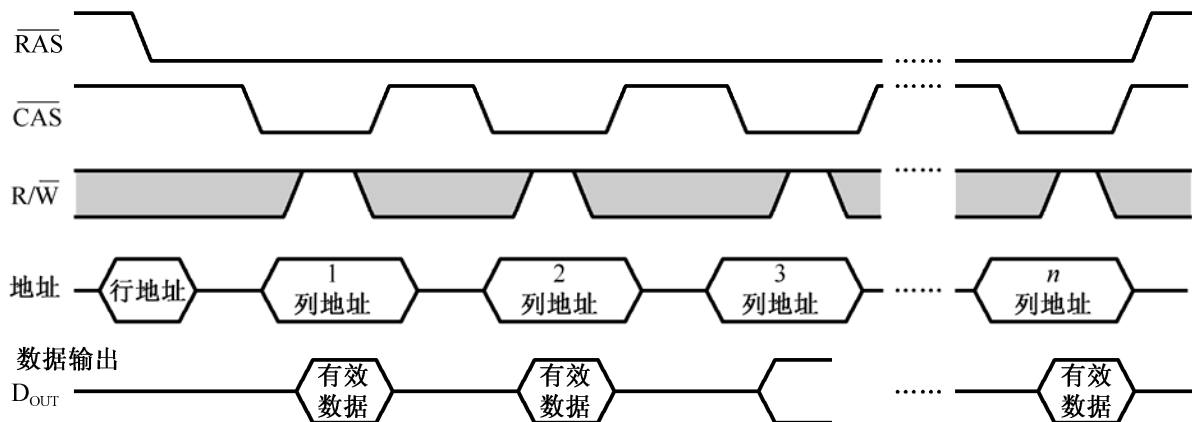 RAS
CAS
R/W
地址
行地址
1
列地址
2
列地址
3
列地址
n
列地址
数据输出
DOUT
有效
数据
有效
数据
有效
数据